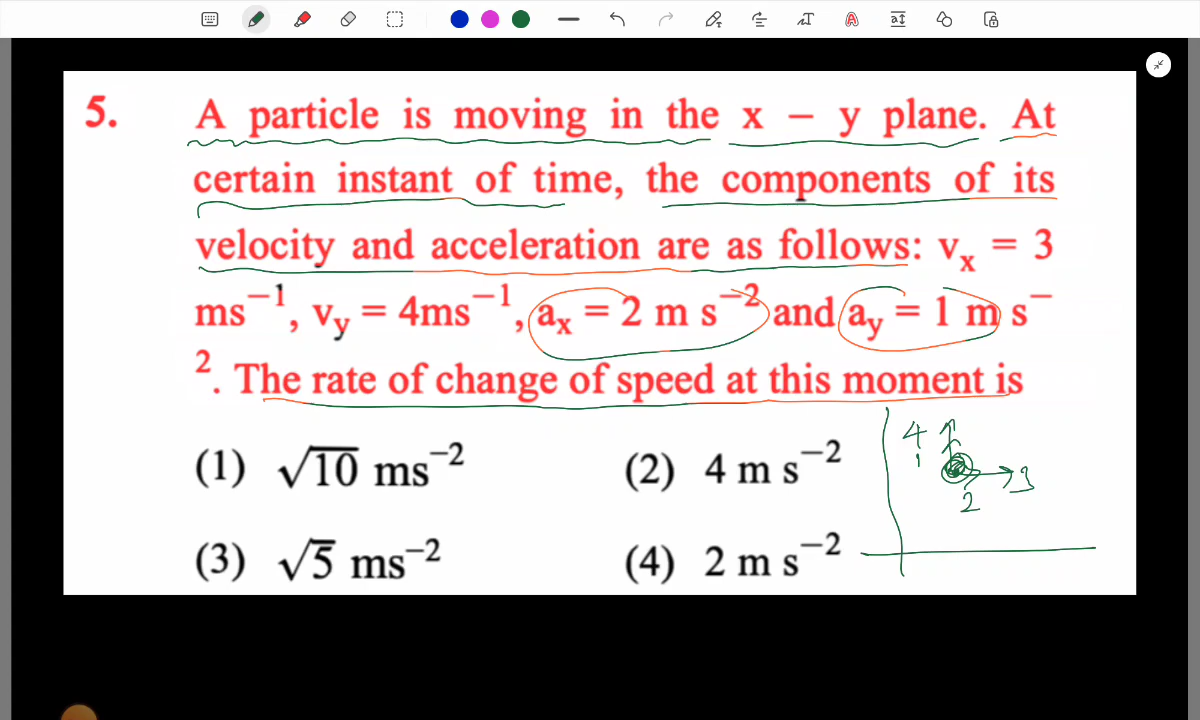 5. A particle is moving in the x – y plane. At
certain instant of time, the components of its
velocity and acceleration are as follows: vₓ = 3
ms⁻¹, v_y = 4ms⁻¹, aₓ = 2 m s⁻² and a_y = 1 m s⁻
². The rate of change of speed at this moment is
(1) √10 ms⁻² (2) 4 m s⁻²
(3) √5 ms⁻² (4) 2 m s⁻²
4
1
3
2